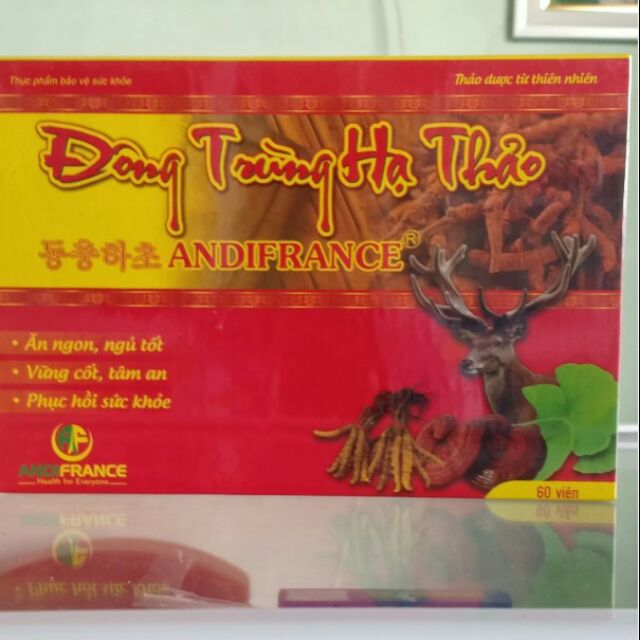 Thực phẩm bảo vệ sức khỏe
Thảo dược từ thiên nhiên
Đông Trùng Hạ Thảo
동충하초 ANDIFRANCE®
• Ăn ngon, ngủ tốt
• Vững cốt, tâm an
• Phục hồi sức khỏe
AF
ANDIFRANCE
Health for Everyone
60 viên